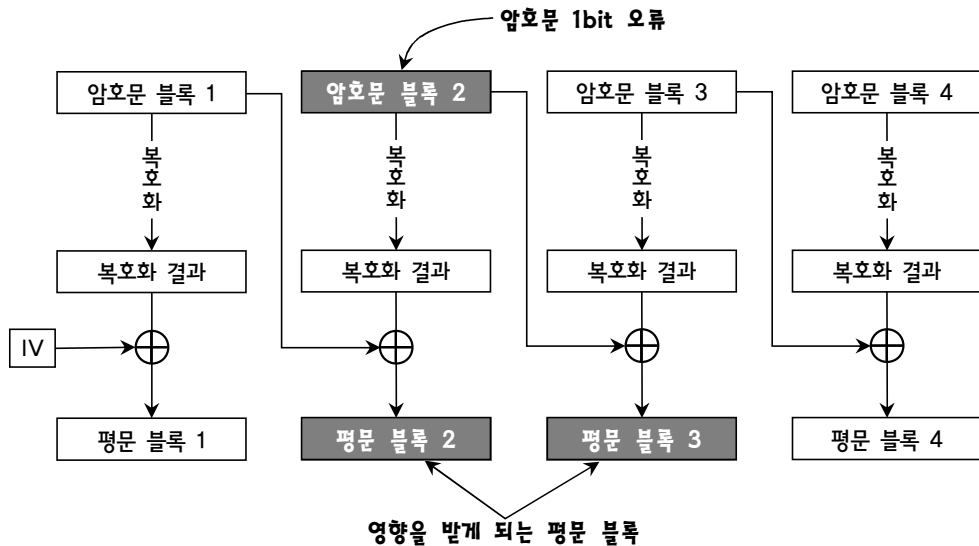 암호문 1bit 오류
암호문 블록 1
암호문 블록 2
암호문 블록 3
암호문 블록 4
복호화
복호화
복호화
복호화
복호화 결과
복호화 결과
복호화 결과
복호화 결과
IV
평문 블록 1
평문 블록 2
평문 블록 3
평문 블록 4
영향을 받게 되는 평문 블록